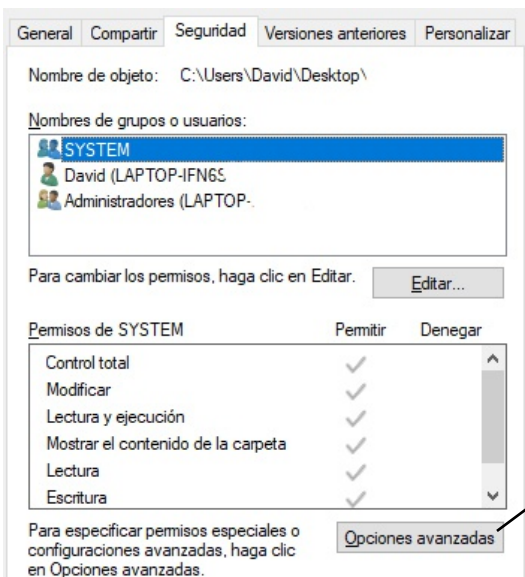 General Compartir Seguridad Versiones anteriores Personalizar
Nombre de objeto: C:\Users\David\Desktop\
Nombres de grupos o usuarios:
SYSTEM
David (LAPTOP-IFN6S
Administradores (LAPTOP-
Para cambiar los permisos, haga clic en Editar. Editar...
Permisos de SYSTEM Permitir Denegar
Control total
Modificar
Lectura y ejecución
Mostrar el contenido de la carpeta
Lectura
Escritura
Para especificar permisos especiales o
configuraciones avanzadas, haga clic
en Opciones avanzadas.
Opciones avanzadas